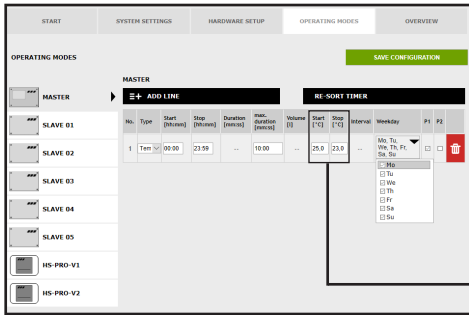 START SYSTEM SETTINGS HARDWARE SETUP OPERATING MODES OVERVIEW
OPERATING MODES SAVE CONFIGURATION
MASTER
MASTER
≡+ ADD LINE RE-SORT TIMER
No. Type Start [hh:mm] Stop [hh:mm] Duration [mm:ss] max. duration [mm:ss] Volume [l] Start [°C] Stop [°C] Interval Weekday P1 P2
1 Tem 00:00 23:59 ... 10:00 ... 25,0 23,0 ... Mo, Tu, We, Th, Fr, Sa, Su
Mo
Tu
We
Th
Fr
Sa
Su
SLAVE 01
SLAVE 02
SLAVE 03
SLAVE 04
SLAVE 05
HS-PRO-V1
HS-PRO-V2